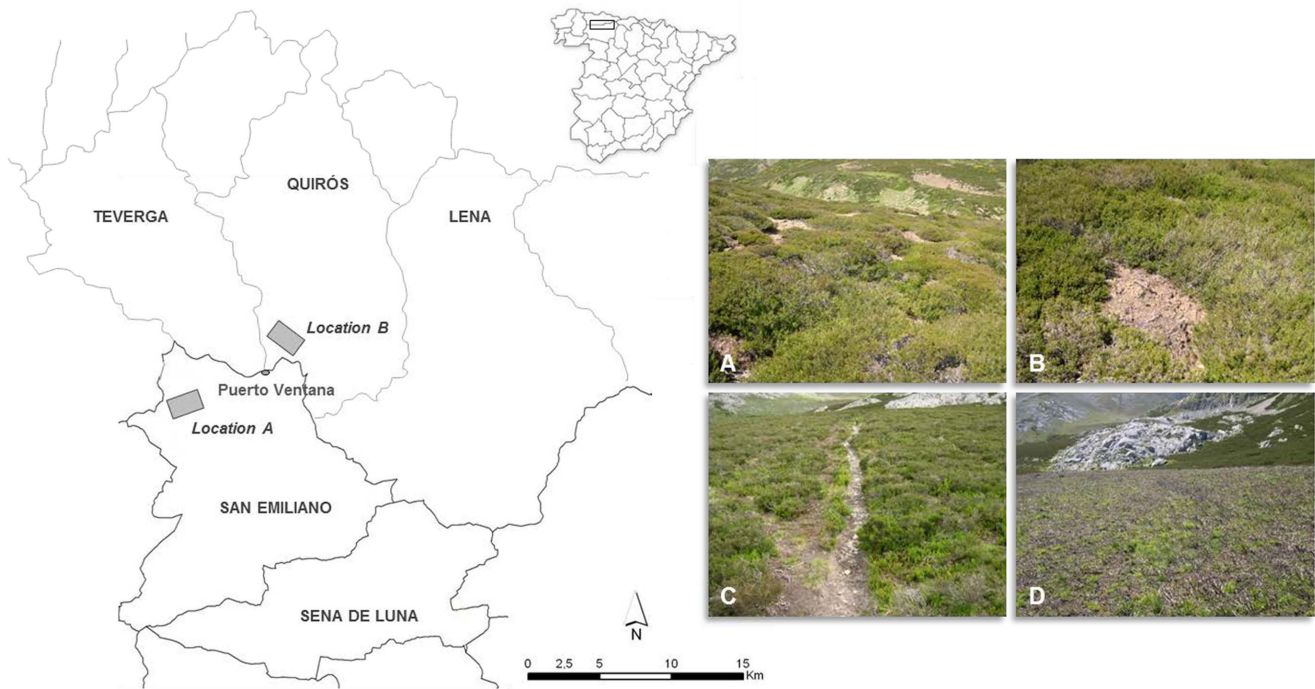 QUIRÓS
TEVERGA
LENA
Location B
Puerto Ventana
Location A
SAN EMILIANO
SENA DE LUNA
N
0 2,5 5 10 15
Km
A
B
C
D